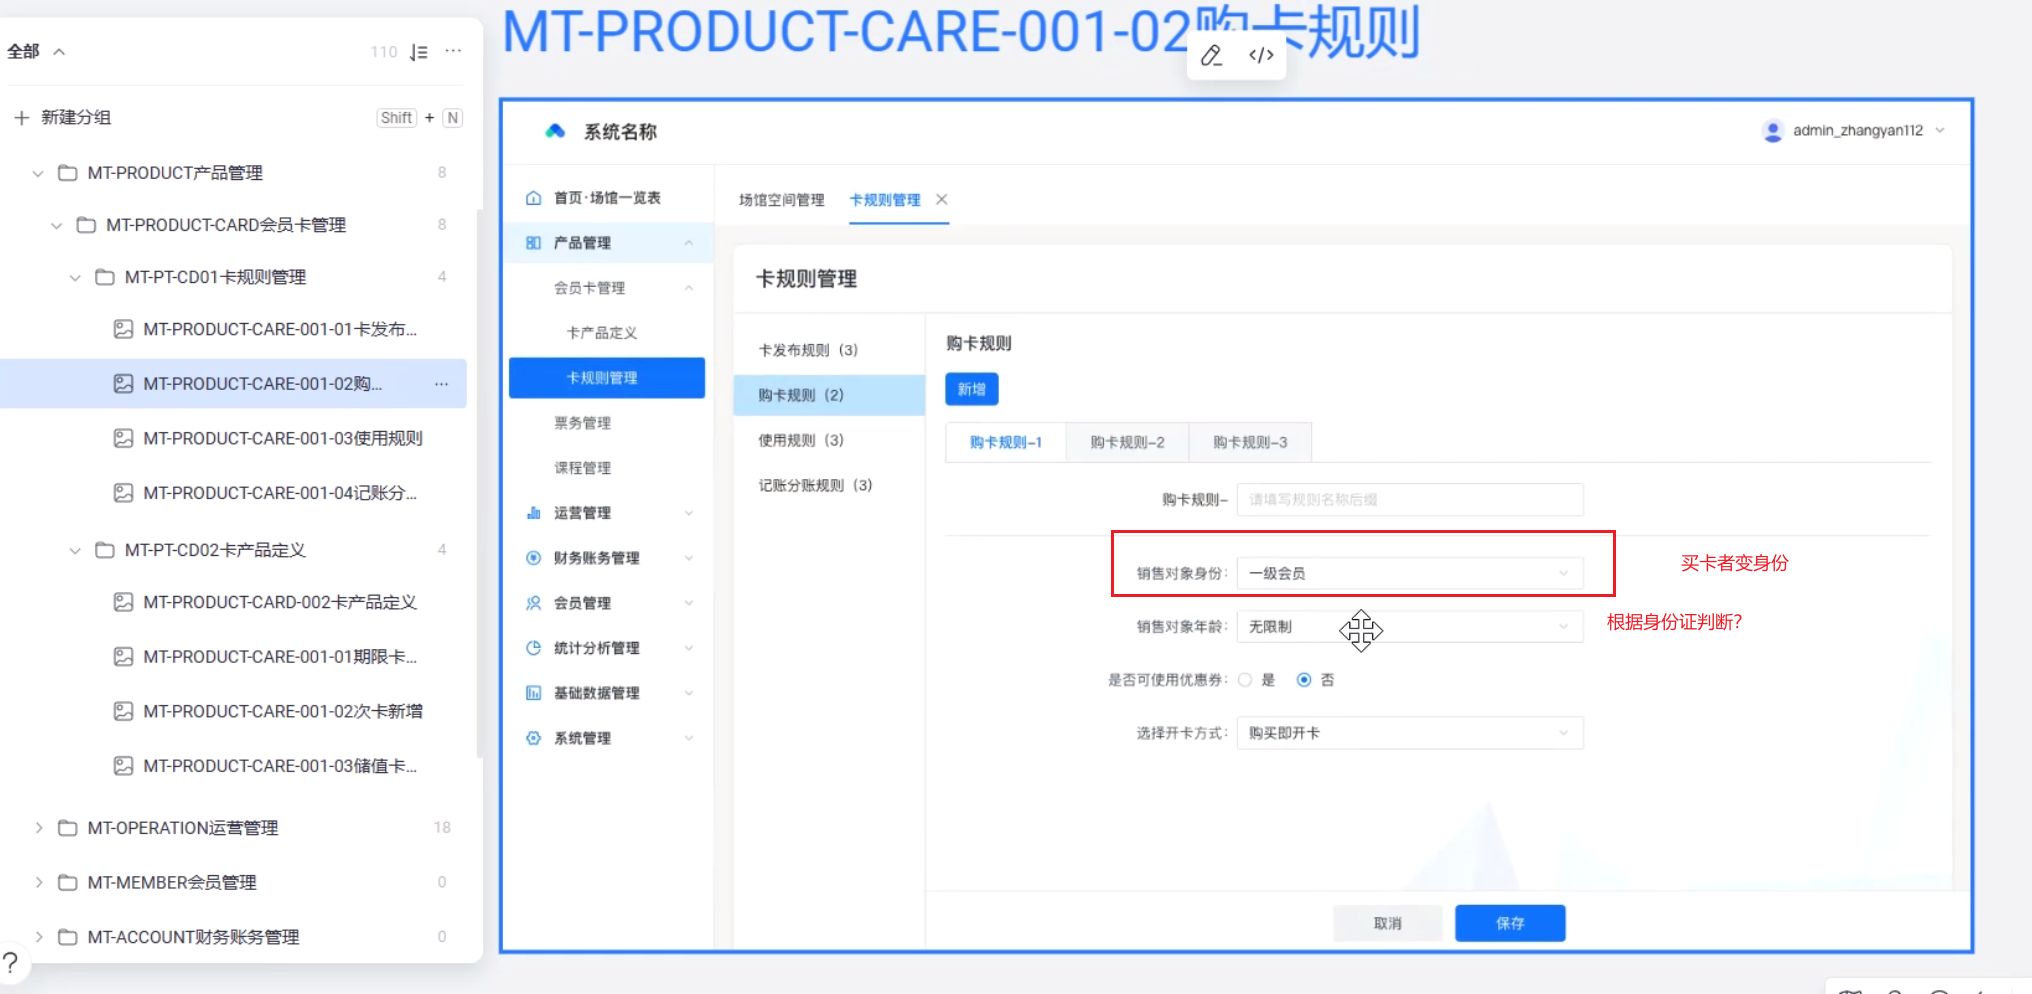 全部
110
新建分组
Shift + N
MT-PRODUCT产品管理
8
MT-PRODUCT-CARD会员卡管理
8
MT-PT-CD01卡规则管理
4
MT-PRODUCT-CARE-001-01卡发布...
MT-PRODUCT-CARE-001-02购...
MT-PRODUCT-CARE-001-03使用规则
MT-PRODUCT-CARE-001-04记账分...
MT-PT-CD02卡产品定义
4
MT-PRODUCT-CARD-002卡产品定义
MT-PRODUCT-CARE-001-01期限卡...
MT-PRODUCT-CARE-001-02次卡新增
MT-PRODUCT-CARE-001-03储值卡...
MT-OPERATION运营管理
18
MT-MEMBER会员管理
0
MT-ACCOUNT财务账务管理
0
?
MT-PRODUCT-CARE-001-02购卡规则
</>
系统名称
admin_zhangyan112
首页·场馆一览表
产品管理
会员卡管理
卡产品定义
卡规则管理
票务管理
课程管理
运营管理
财务账务管理
会员管理
统计分析管理
基础数据管理
系统管理
场馆空间管理
卡规则管理
卡规则管理
卡发布规则（3）
购卡规则（2）
使用规则（3）
记账分账规则（3）
购卡规则
新增
购卡规则-1
购卡规则-2
购卡规则-3
购卡规则-
请填写规则名称后缀
销售对象身份：
一级会员
买卡者变身份
销售对象年龄：
无限制
根据身份证判断？
是否可使用优惠券：
是
否
选择开卡方式：
购买即开卡
取消
保存